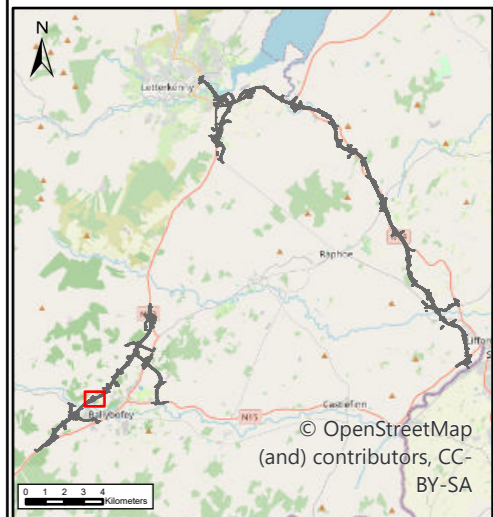 N
Letterkenny
Raphoe
Ballybofey
N15
Castlefinn
© OpenStreetMap
(and) contributors, CC-
BY-SA
0 1 2 3 4
Kilometers